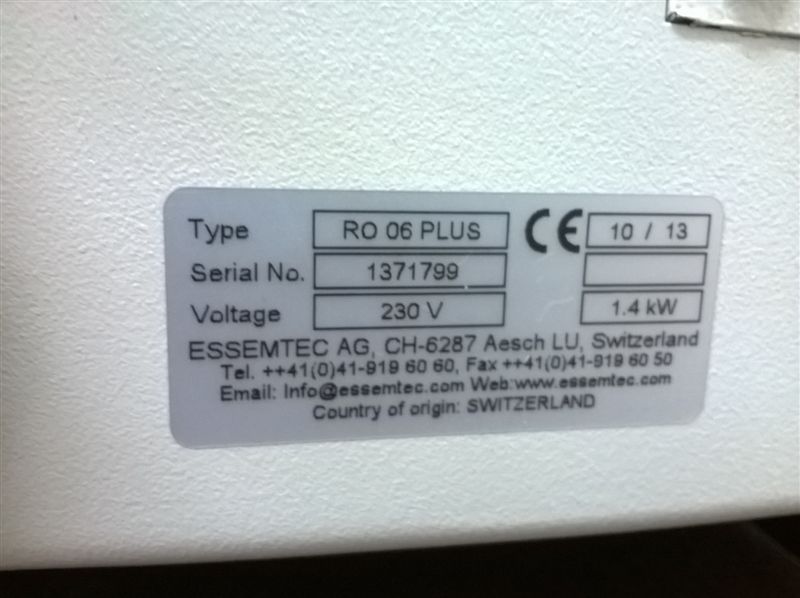 Type RO 06 PLUS CE 10 / 13
Serial No. 1371799
Voltage 230 V 1.4 kW
ESSEMTEC AG, CH-6287 Aesch LU, Switzerland
Tel. ++41(0)41-919 60 60, Fax ++41(0)41-919 60 50
Email: Info@essemtec.com Web:www.essemtec.com
Country of origin: SWITZERLAND